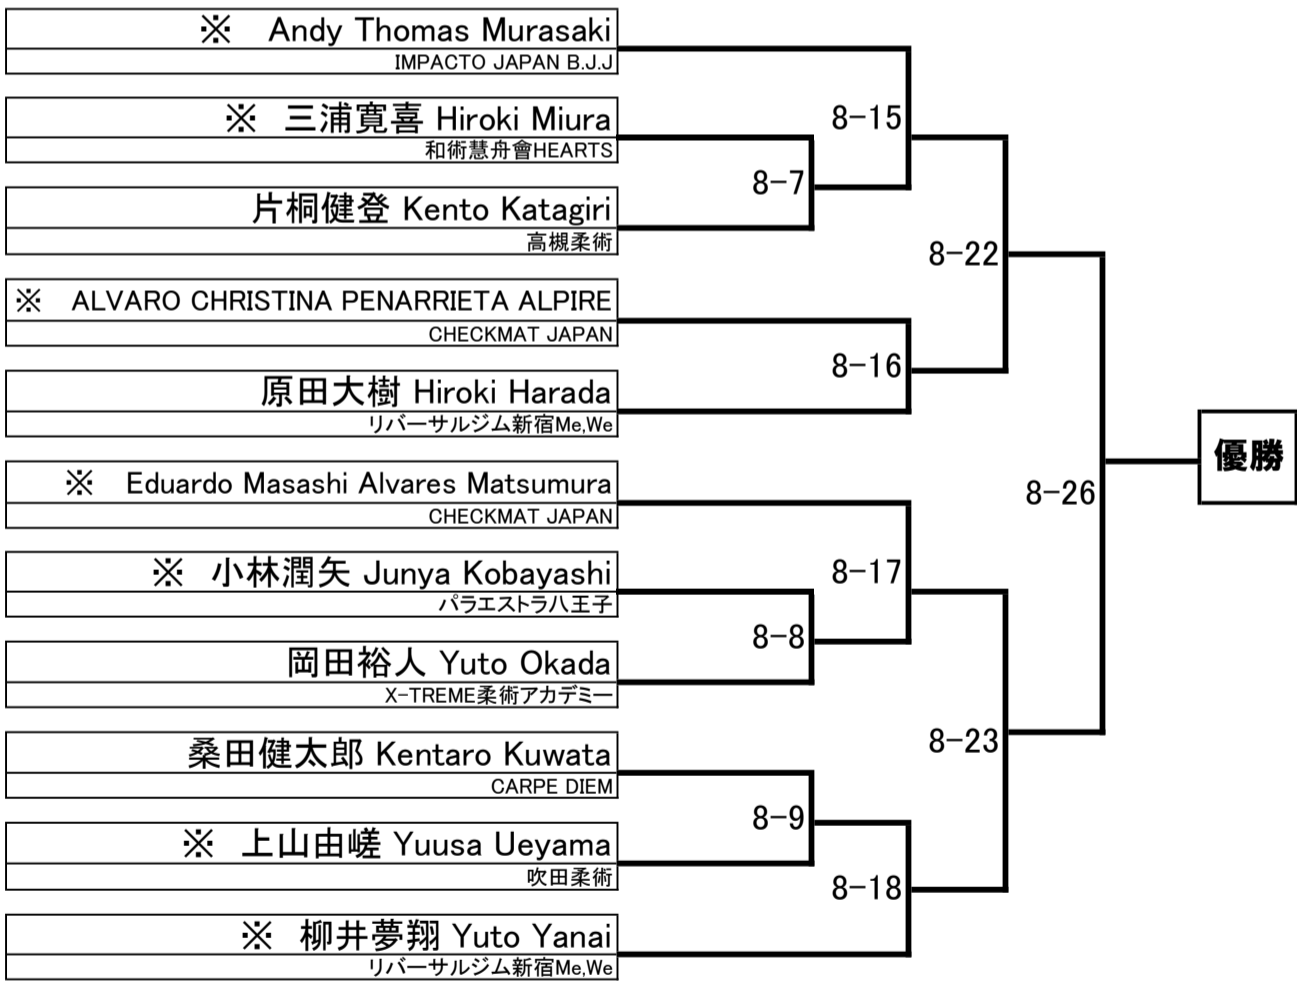 ※ Andy Thomas Murasaki
IMPACTO JAPAN B.J.J
8-15
※ 三浦寛喜 Hiroki Miura
和術慧舟會HEARTS
8-7
片桐健登 Kento Katagiri
高槻柔術
8-22
※ ALVARO CHRISTINA PENARRIETA ALPIRE
CHECKMAT JAPAN
8-16
原田大樹 Hiroki Harada
リバーサルジム新宿Me,We
優勝
※ Eduardo Masashi Alvares Matsumura
CHECKMAT JAPAN
8-26
※ 小林潤矢 Junya Kobayashi
パラエストラ八王子
8-17
8-8
岡田裕人 Yuto Okada
X-TREME柔術アカデミー
8-23
桑田健太郎 Kentaro Kuwata
CARPE DIEM
8-9
※ 上山由嵯 Yuusa Ueyama
吹田柔術
8-18
※ 柳井夢翔 Yuto Yanai
リバーサルジム新宿Me,We